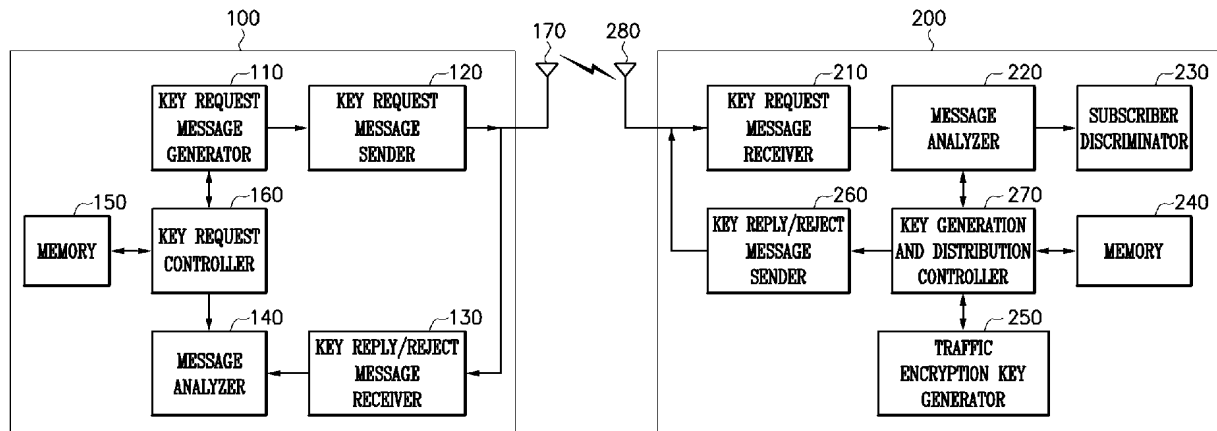 100
170
280
200
110
KEY REQUEST
MESSAGE
GENERATOR
120
KEY REQUEST
MESSAGE
SENDER
210
KEY REQUEST
MESSAGE
RECEIVER
220
MESSAGE
ANALYZER
230
SUBSCRIBER
DISCRIMINATOR
150
MEMORY
160
KEY REQUEST
CONTROLLER
260
KEY REPLY/REJECT
MESSAGE
SENDER
270
KEY GENERATION
AND DISTRIBUTION
CONTROLLER
240
MEMORY
140
MESSAGE
ANALYZER
130
KEY REPLY/REJECT
MESSAGE
RECEIVER
250
TRAFFIC
ENCRYPTION KEY
GENERATOR